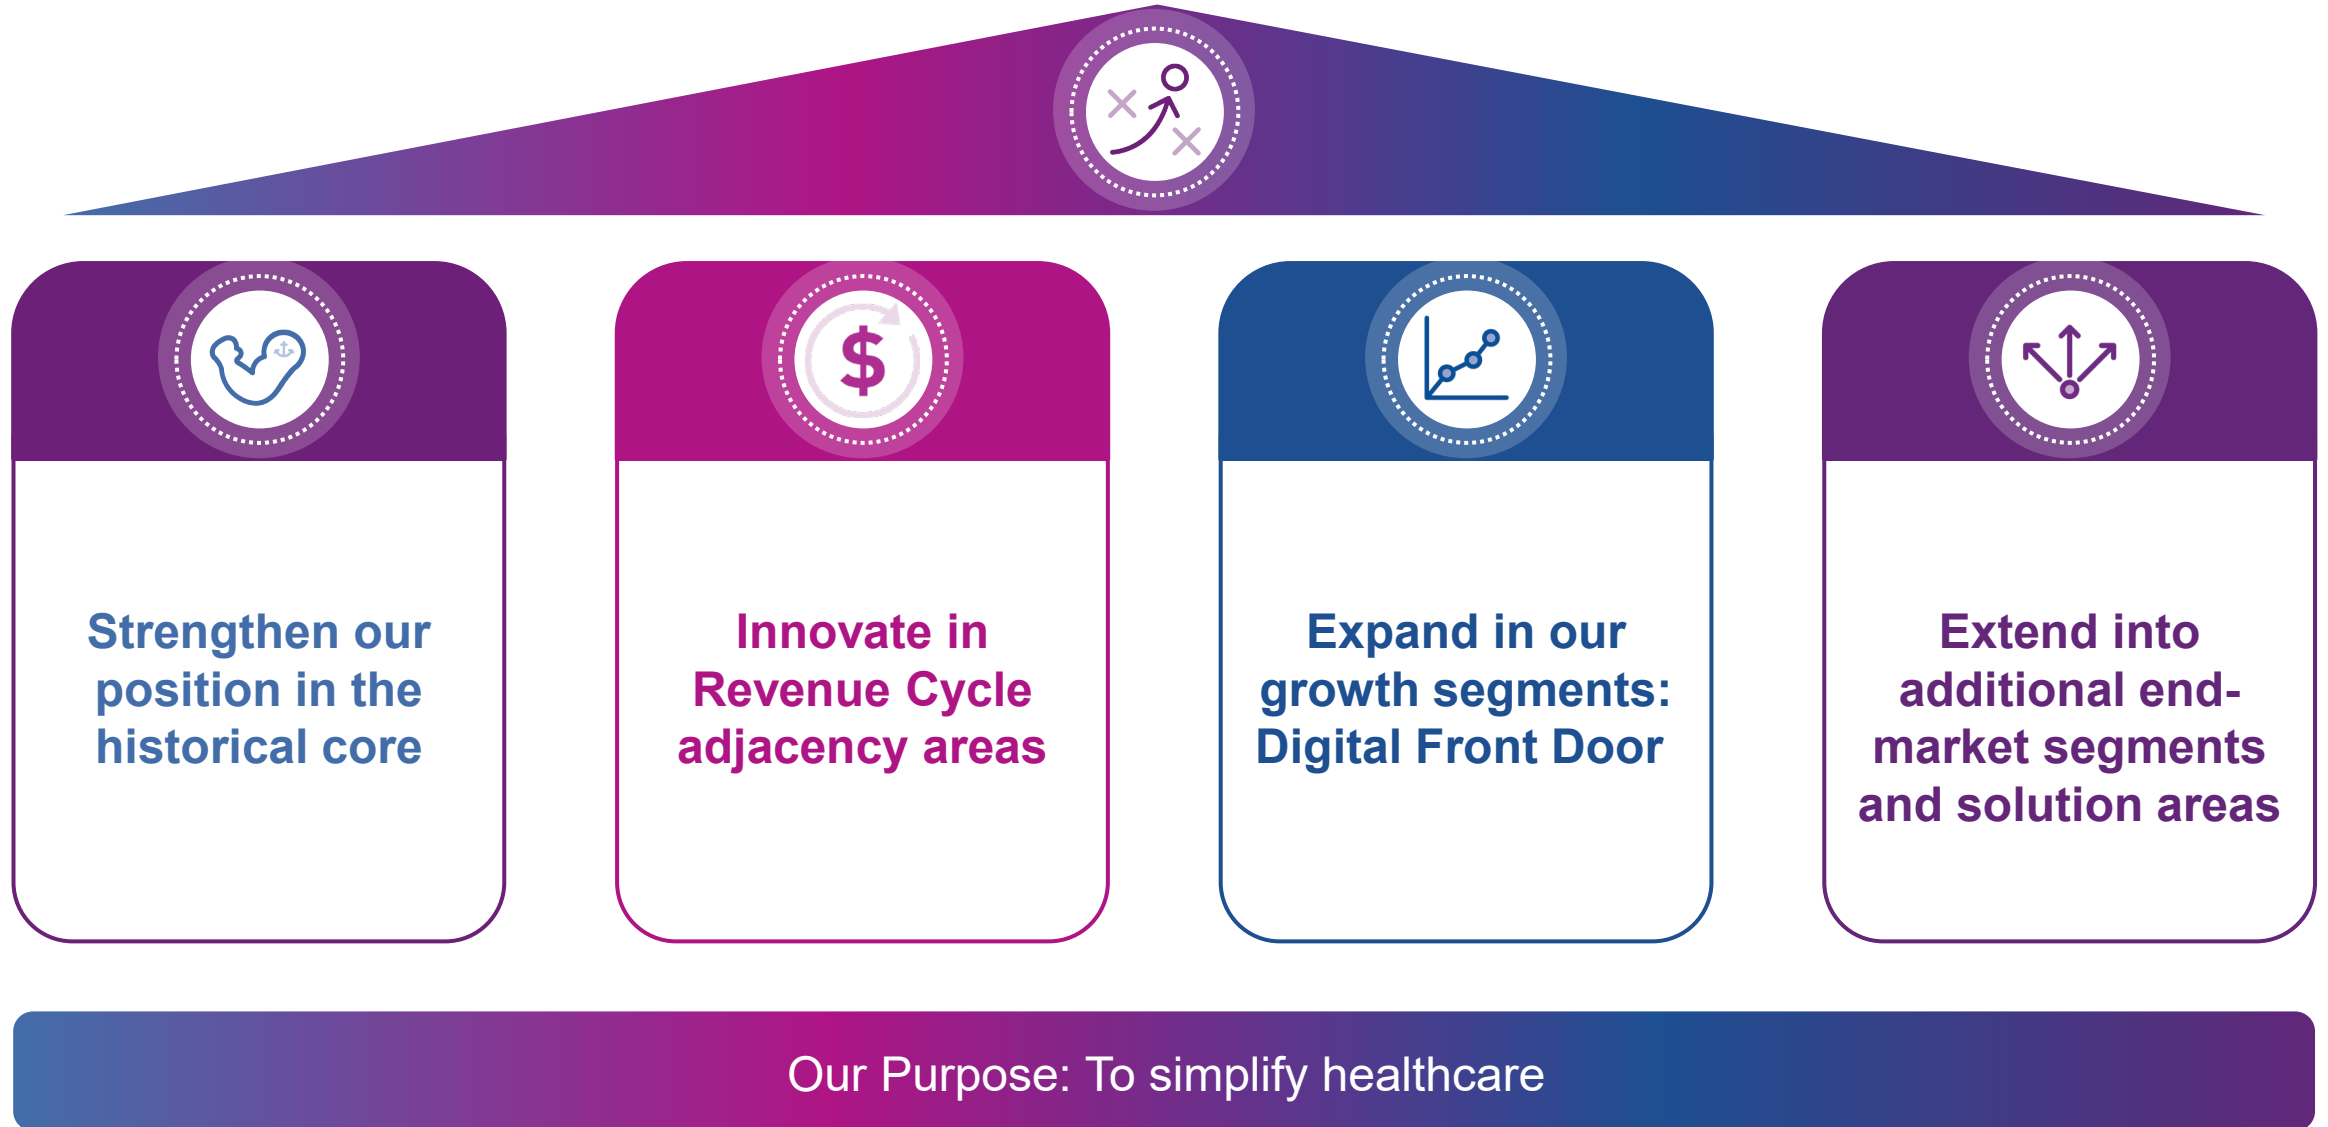 Strengthen our
position in the
historical core
Innovate in
Revenue Cycle
adjacency areas
Expand in our
growth segments:
Digital Front Door
Extend into
additional end-
market segments
and solution areas
Our Purpose: To simplify healthcare